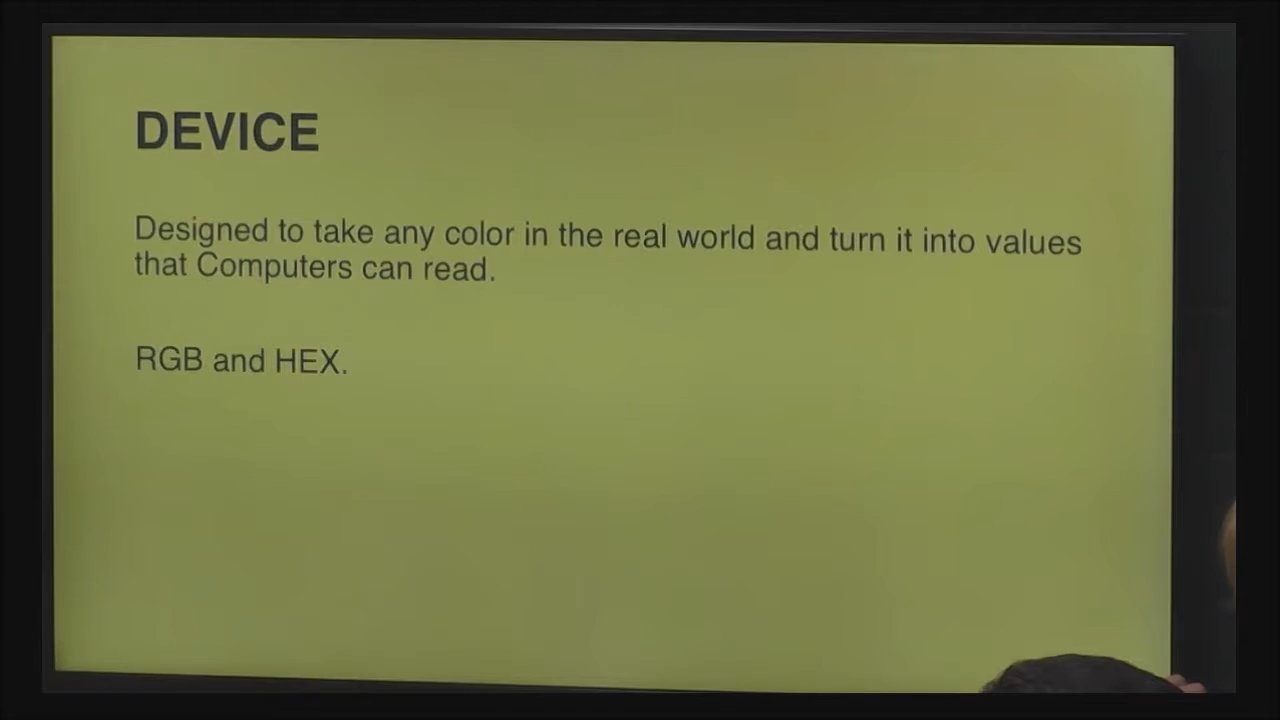 DEVICE
Designed to take any color in the real world and turn it into values
that Computers can read.
RGB and HEX.